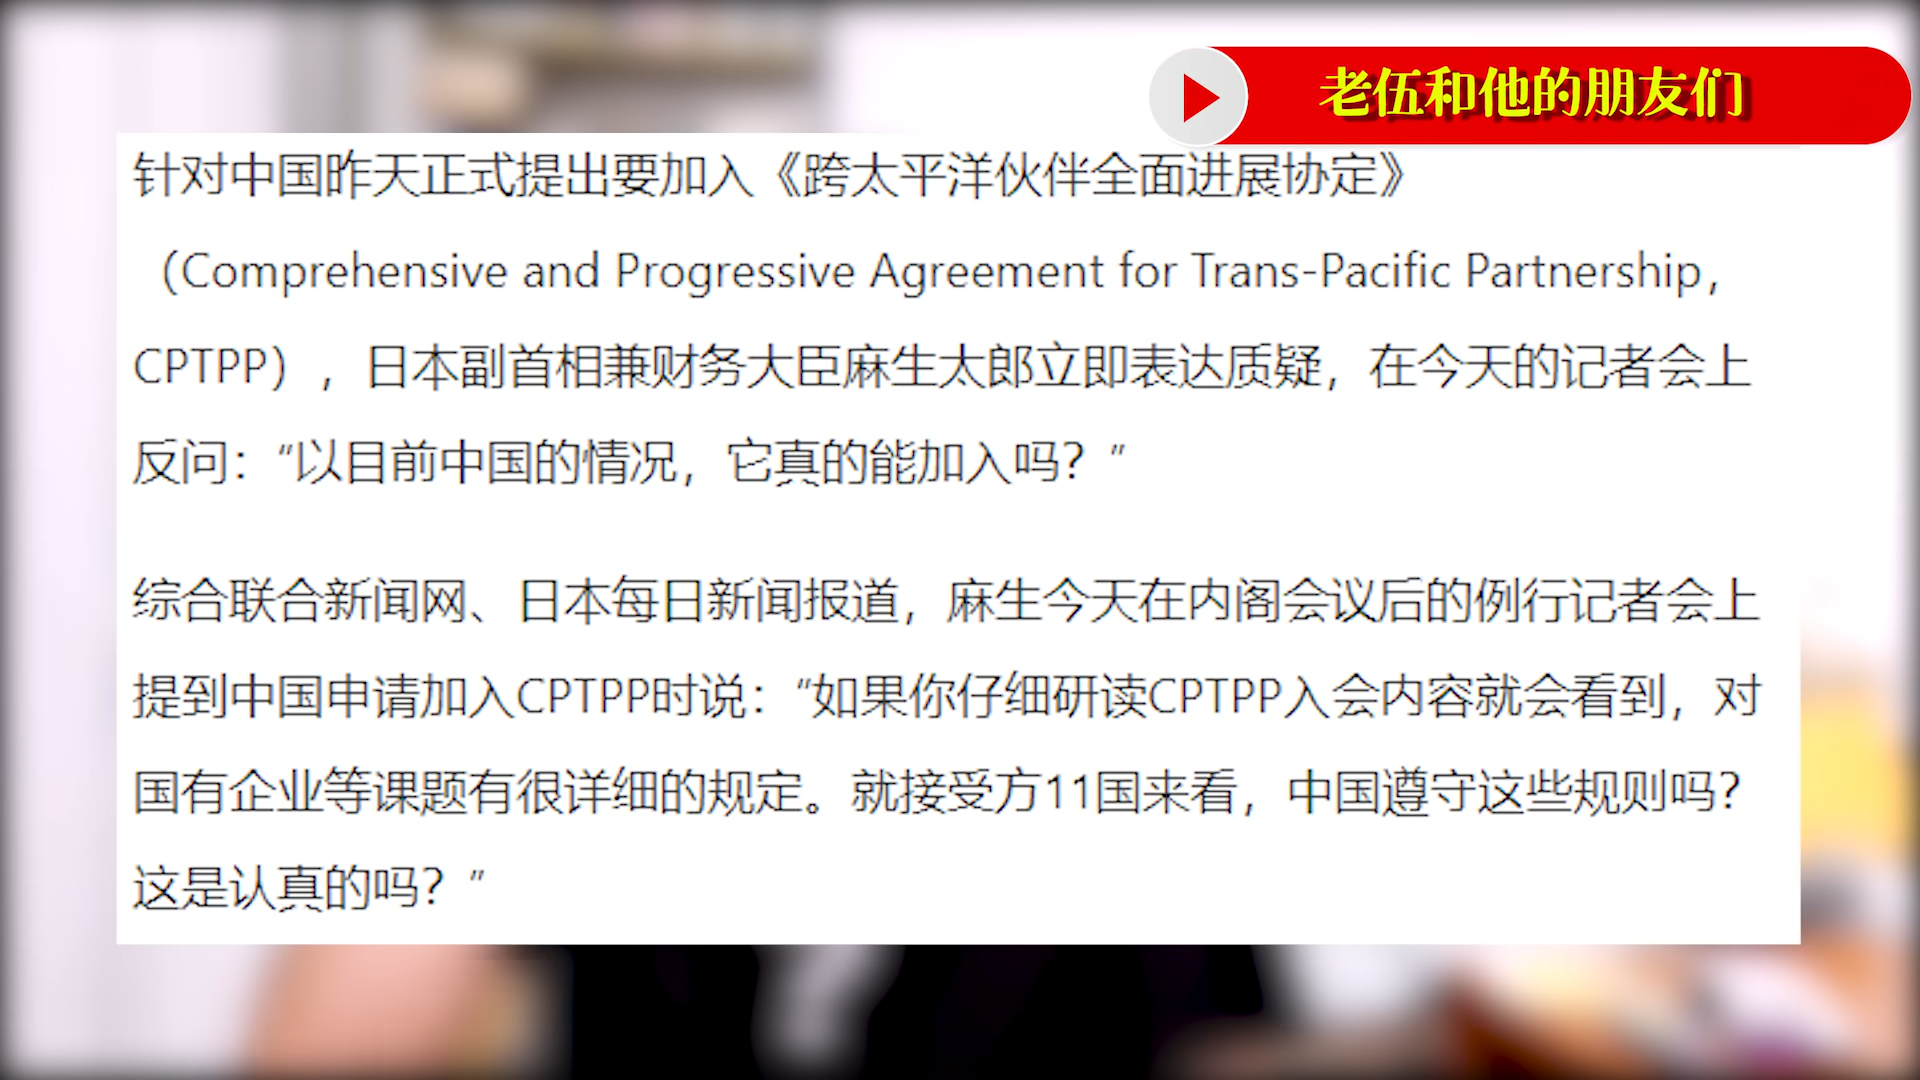 老伍和他的朋友们
针对中国昨天正式提出要加入《跨太平洋伙伴全面进展协定》
（Comprehensive and Progressive Agreement for Trans-Pacific Partnership，
CPTPP），日本副首相兼财务大臣麻生太郎立即表达质疑，在今天的记者会上
反问：“以目前中国的情况，它真的能加入吗？”
综合联合新闻网、日本每日新闻报道，麻生今天在内阁会议后的例行记者会上
提到中国申请加入CPTPP时说：“如果你仔细研读CPTPP入会内容就会看到，对
国有企业等课题有很详细的规定。就接受方11国来看，中国遵守这些规则吗？
这是认真的吗？”